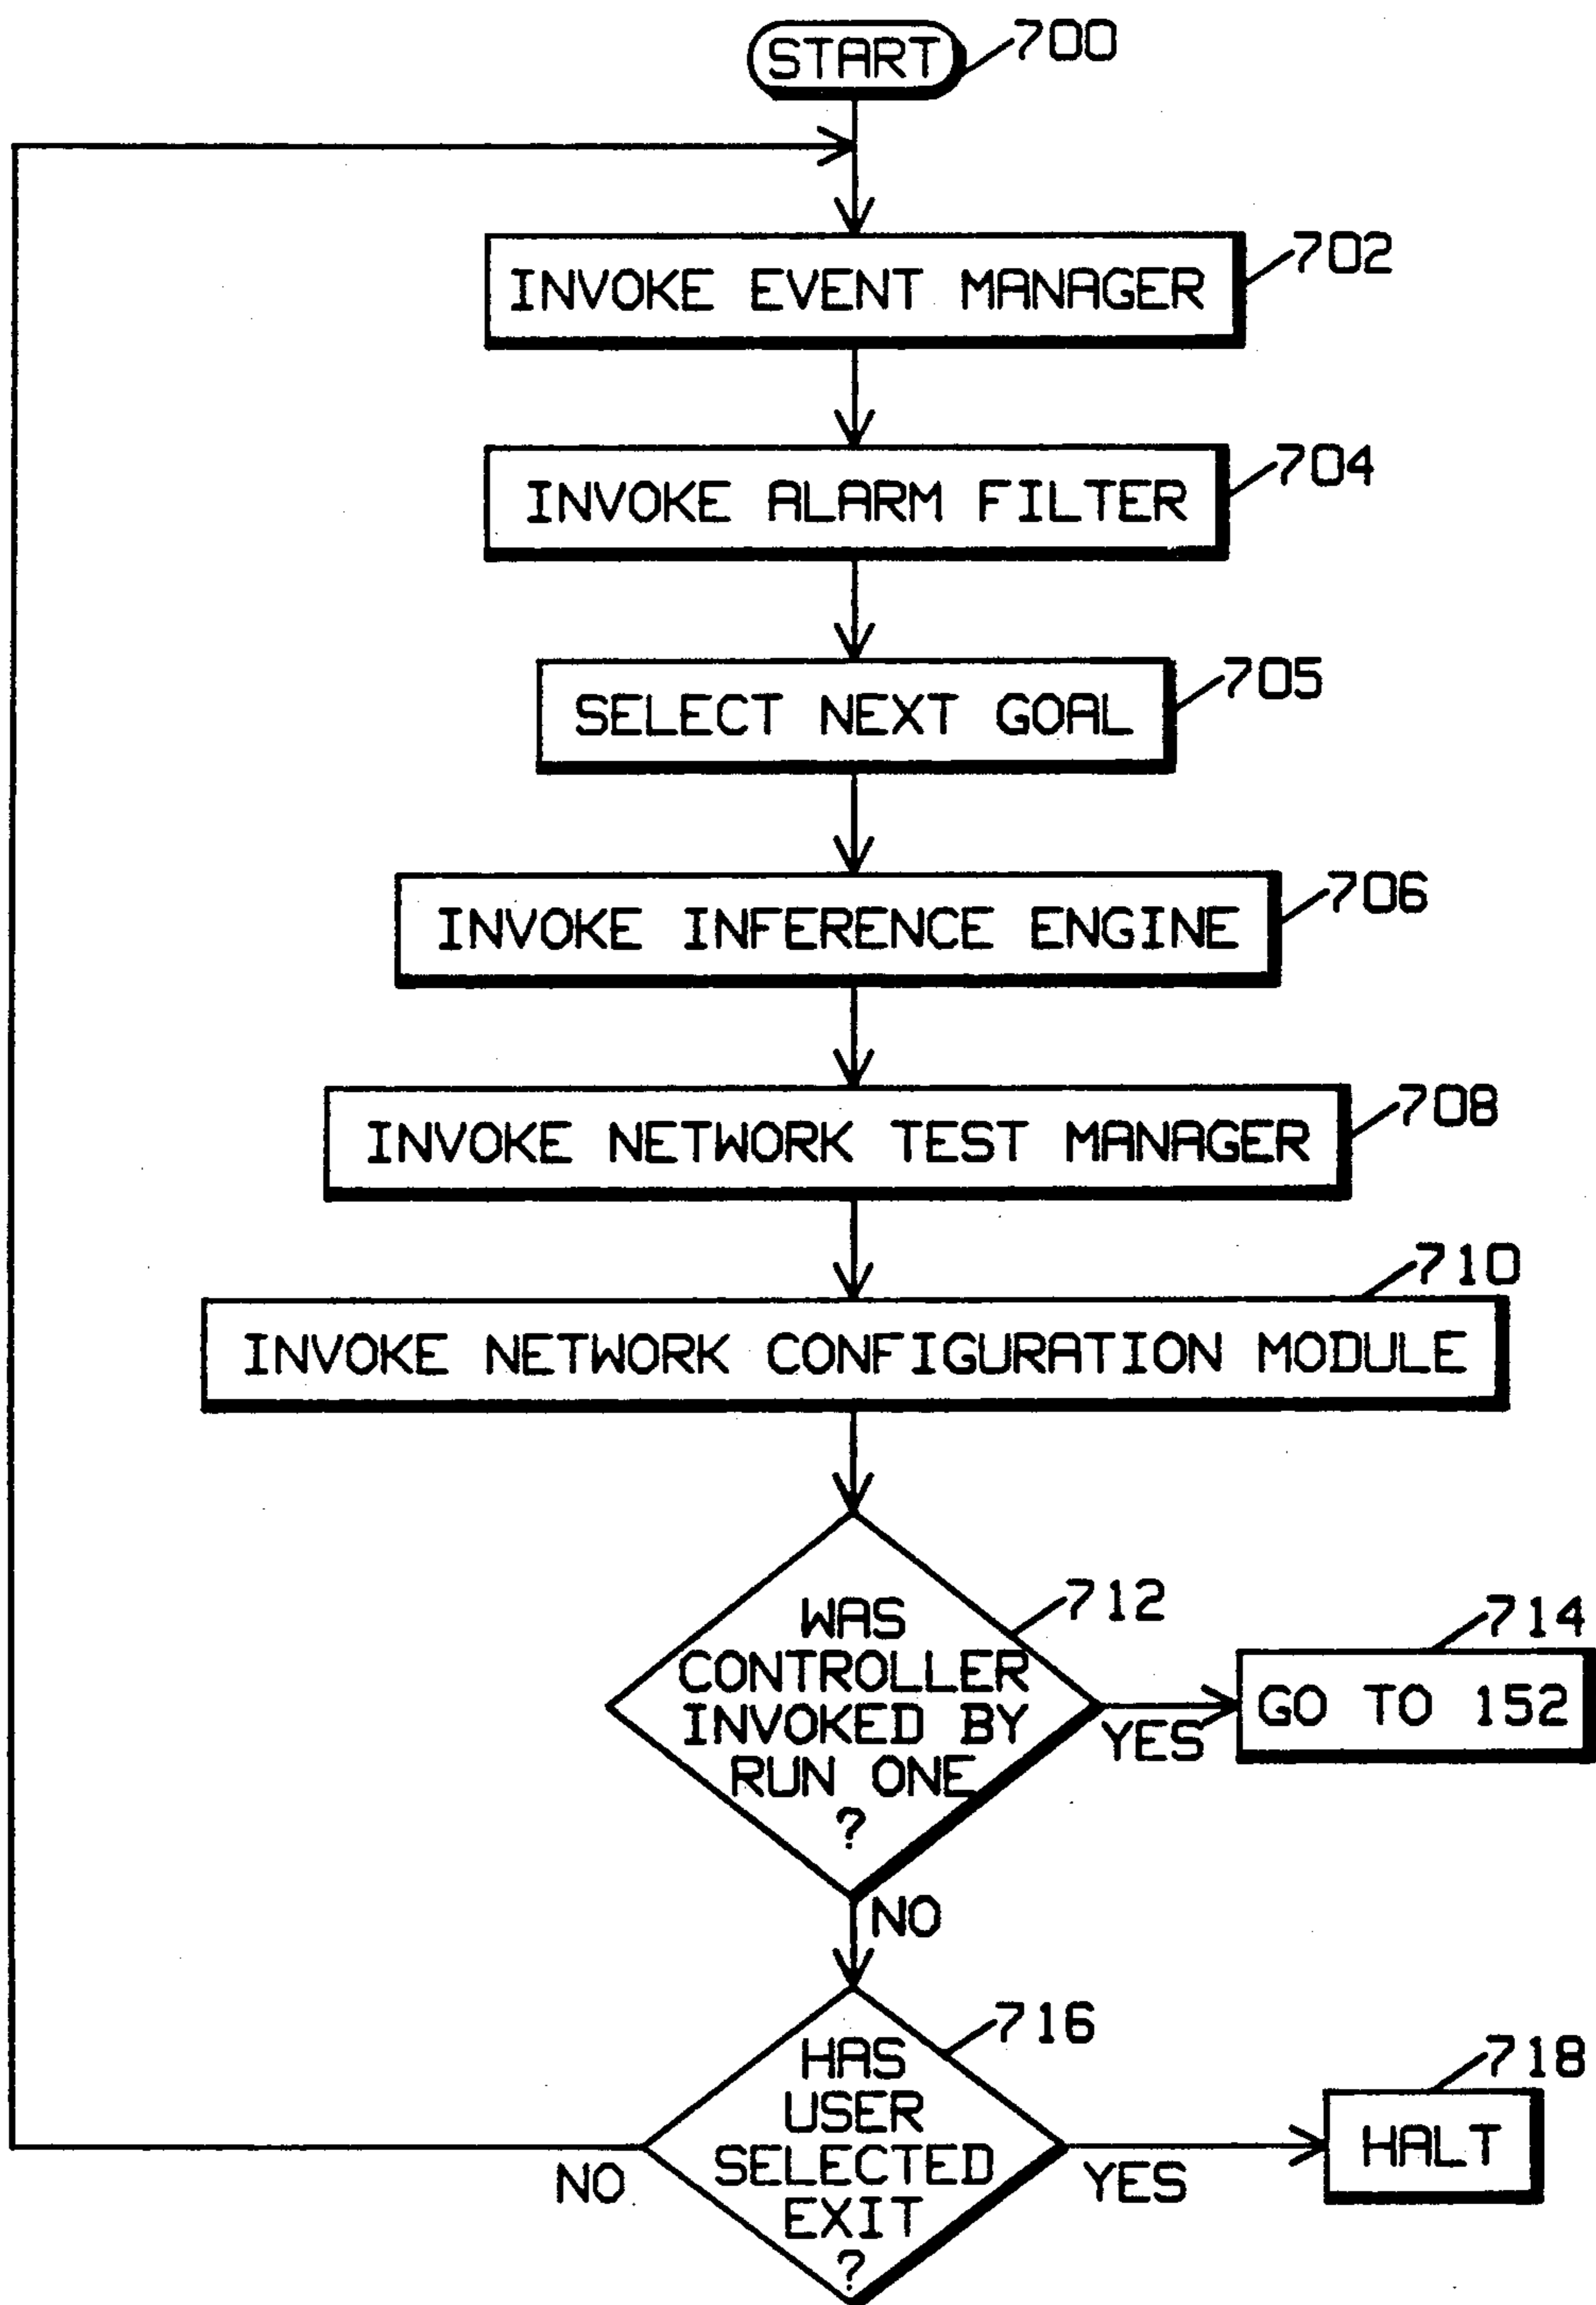 START
700
INVOKE EVENT MANAGER
702
INVOKE ALARM FILTER
704
SELECT NEXT GOAL
705
INVOKE INFERENCE ENGINE
706
INVOKE NETWORK TEST MANAGER
708
710
INVOKE NETWORK CONFIGURATION MODULE
712
WAS
CONTROLLER
INVOKED BY
RUN ONE
?
YES
714
GO TO 152
NO
716
HAS
USER
SELECTED
EXIT
?
NO
YES
718
HALT